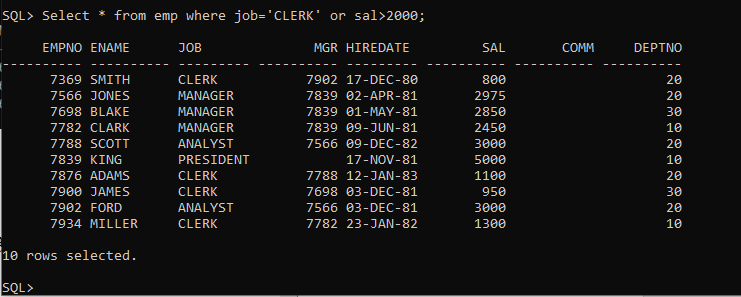 SQL> Select * from emp where job='CLERK' or sal>2000;
EMPNO ENAME JOB MGR HIREDATE SAL COMM DEPTNO
---------- ---------- --------- ---------- --------- ---------- ---------- ----------
7369 SMITH CLERK 7902 17-DEC-80 800 20
7566 JONES MANAGER 7839 02-APR-81 2975 20
7698 BLAKE MANAGER 7839 01-MAY-81 2850 30
7782 CLARK MANAGER 7839 09-JUN-81 2450 10
7788 SCOTT ANALYST 7566 09-DEC-82 3000 20
7839 KING PRESIDENT 17-NOV-81 5000 10
7876 ADAMS CLERK 7788 12-JAN-83 1100 20
7900 JAMES CLERK 7698 03-DEC-81 950 30
7902 FORD ANALYST 7566 03-DEC-81 3000 20
7934 MILLER CLERK 7782 23-JAN-82 1300 10
10 rows selected.
SQL>